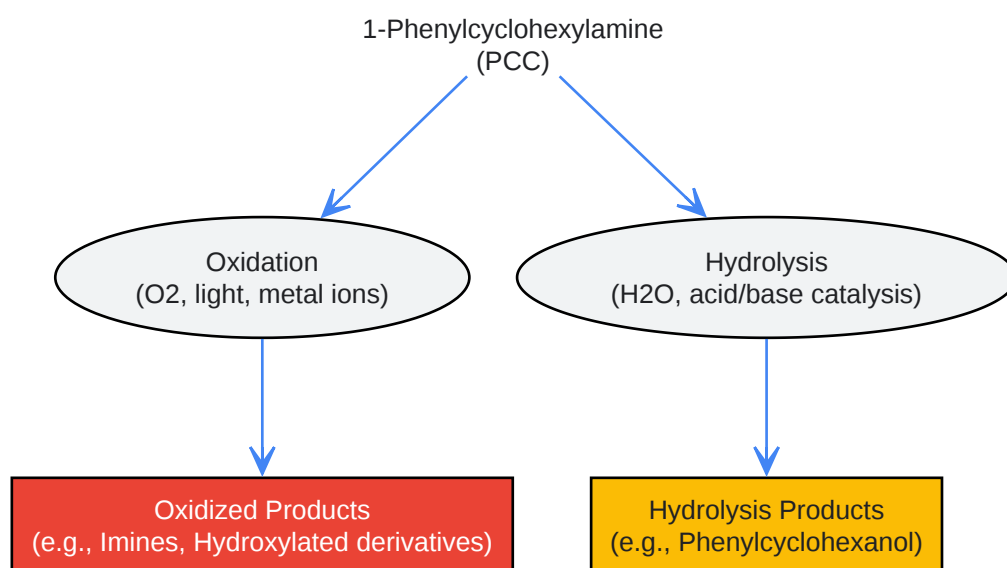 1-Phenylcyclohexylamine
(PCC)
Oxidation
(O2, light, metal ions)
Hydrolysis
(H2O, acid/base catalysis)
Oxidized Products
(e.g., Imines, Hydroxylated derivatives)
Hydrolysis Products
(e.g., Phenylcyclohexanol)